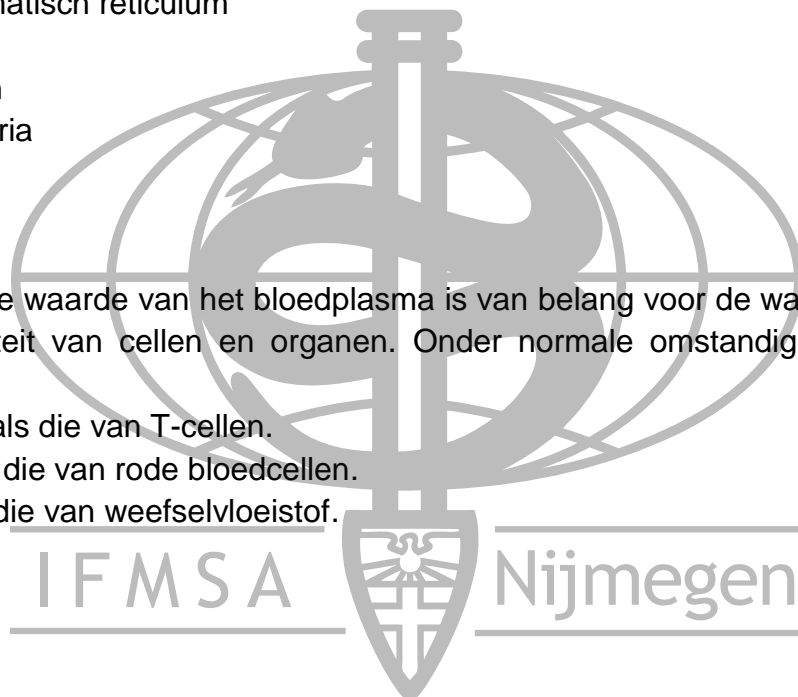 matisch reticulum
n
ria
e waarde van het bloedplasma is van belang voor de wa
teit van cellen en organen. Onder normale omstandig
als die van T-cellen.
die van rode bloedcellen.
die van weefselvloeistof.
IFMSA Nijmegen